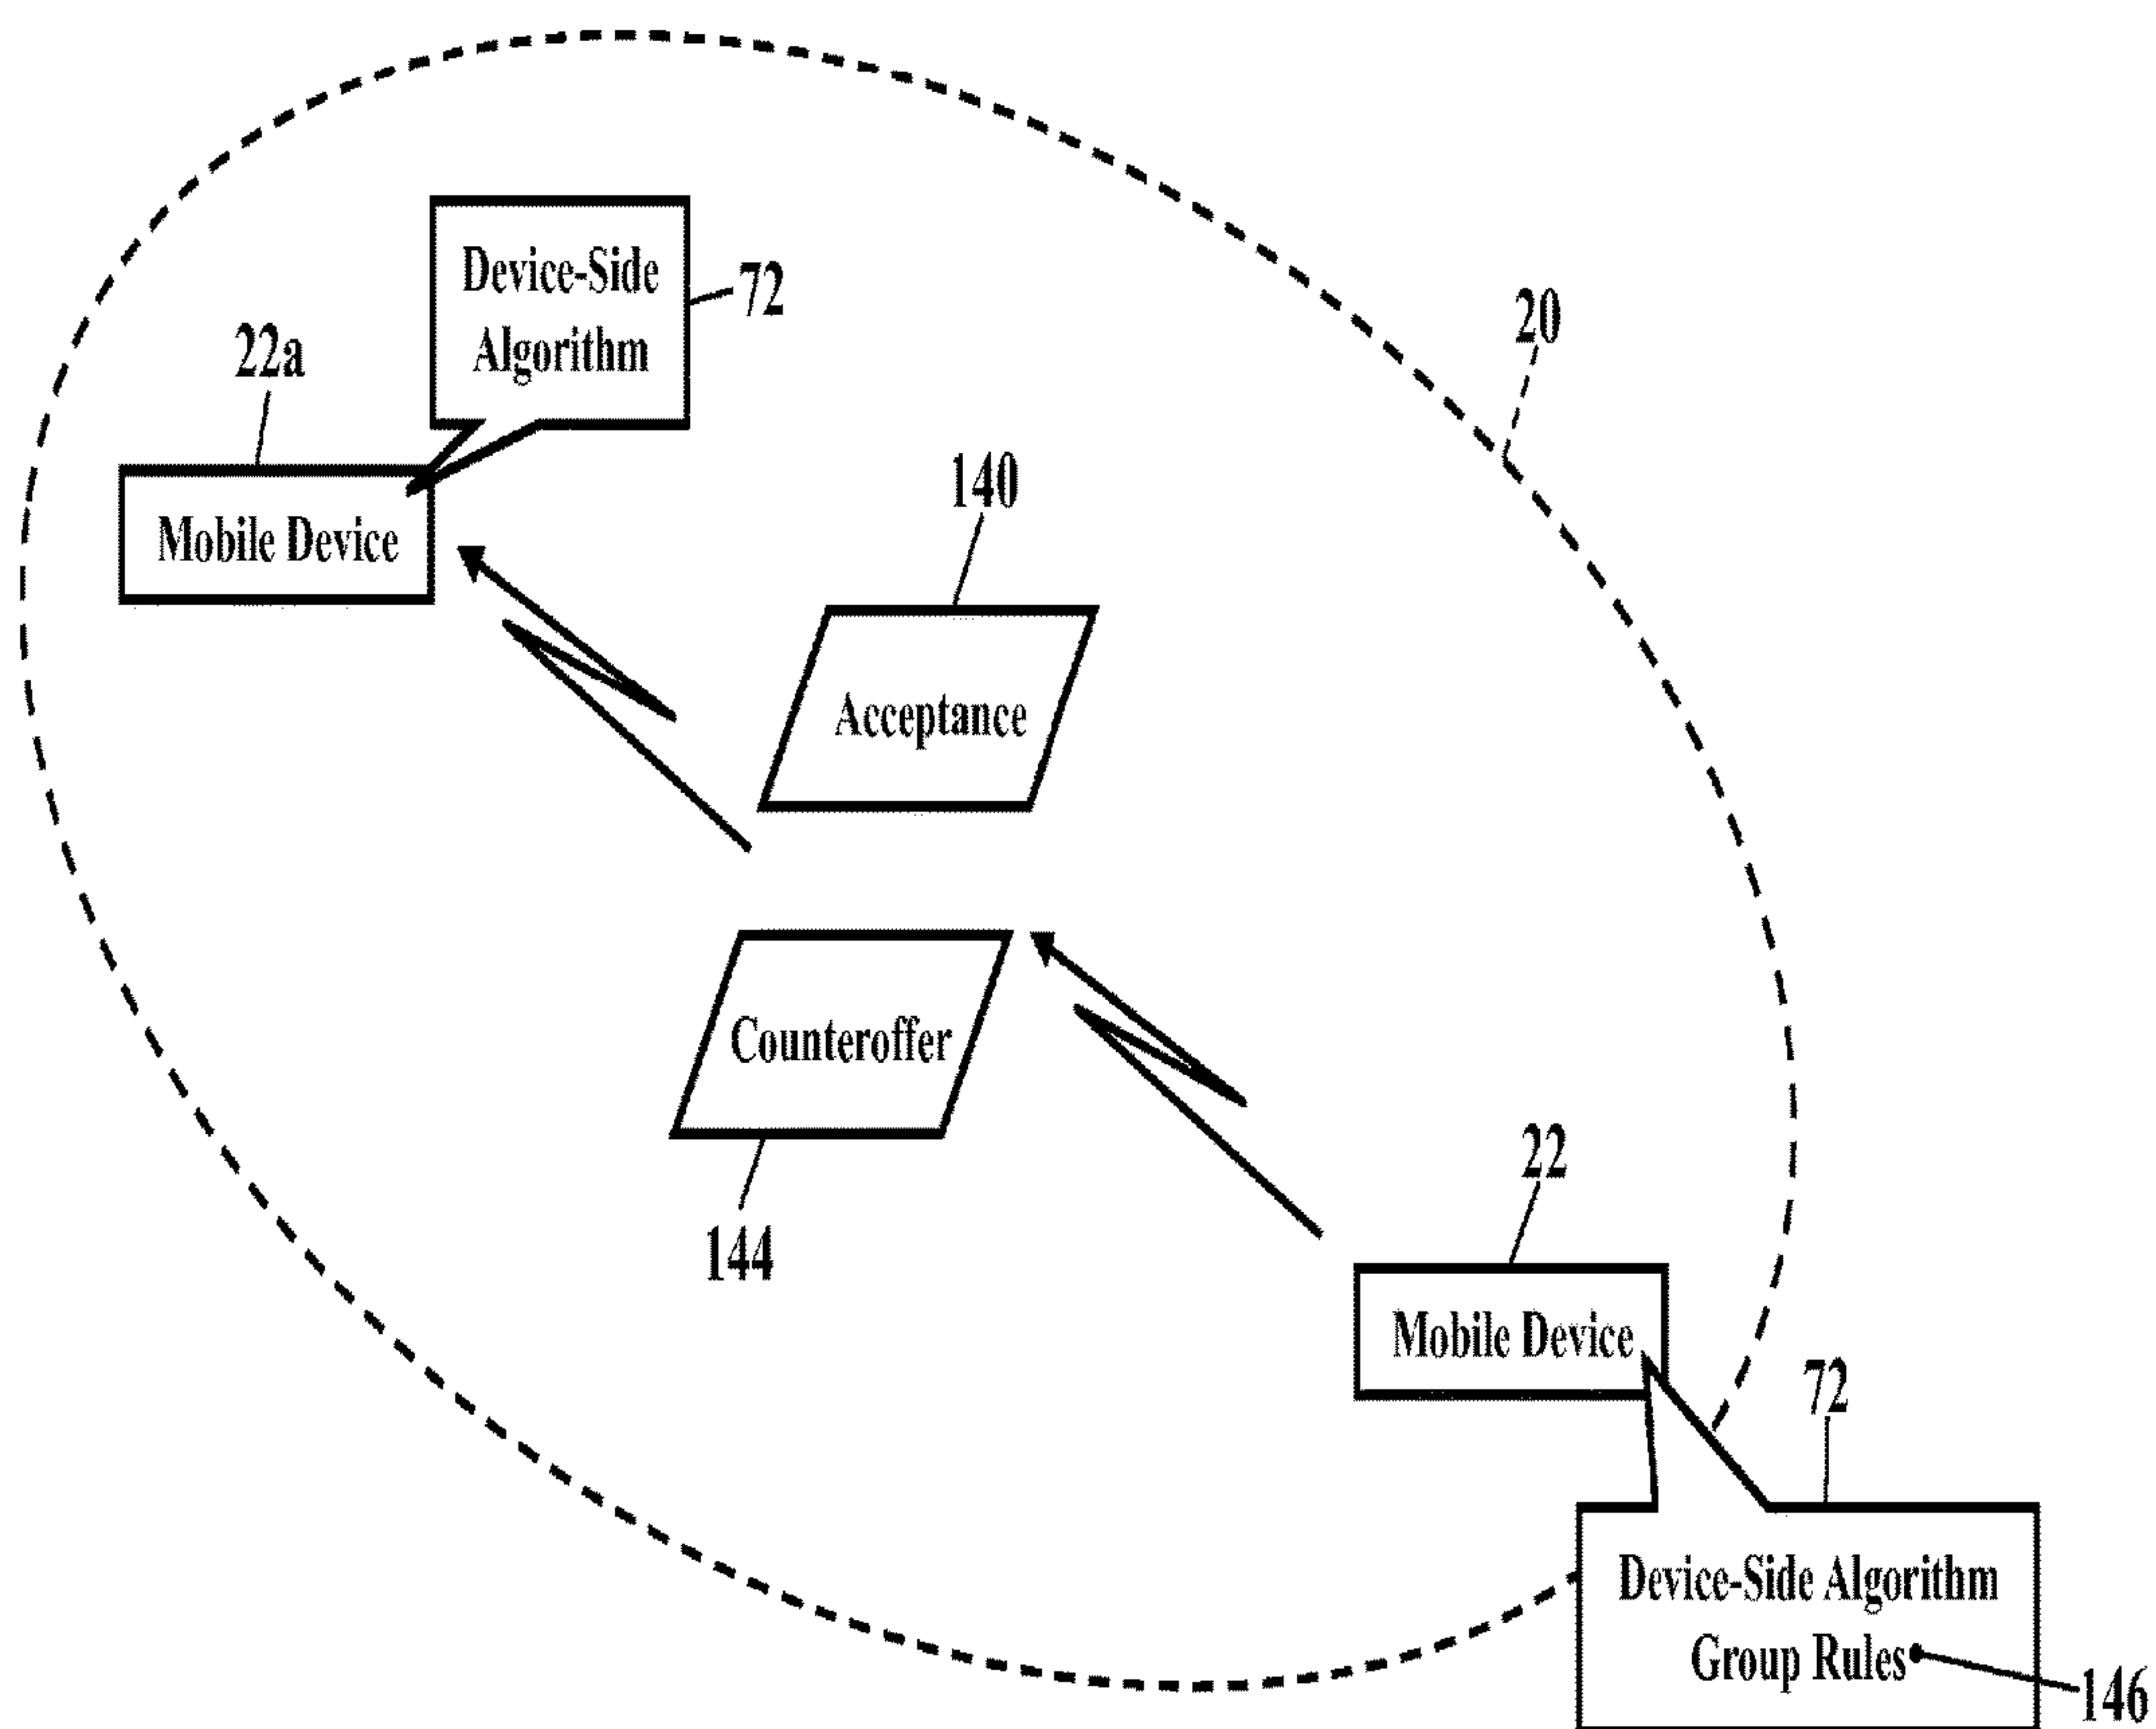 Device-Side
Algorithm
72
22a
20
Mobile Device
140
Acceptance
Counteroffer
144
22
Mobile Device
72
Device-Side Algorithm
Group Rules
146